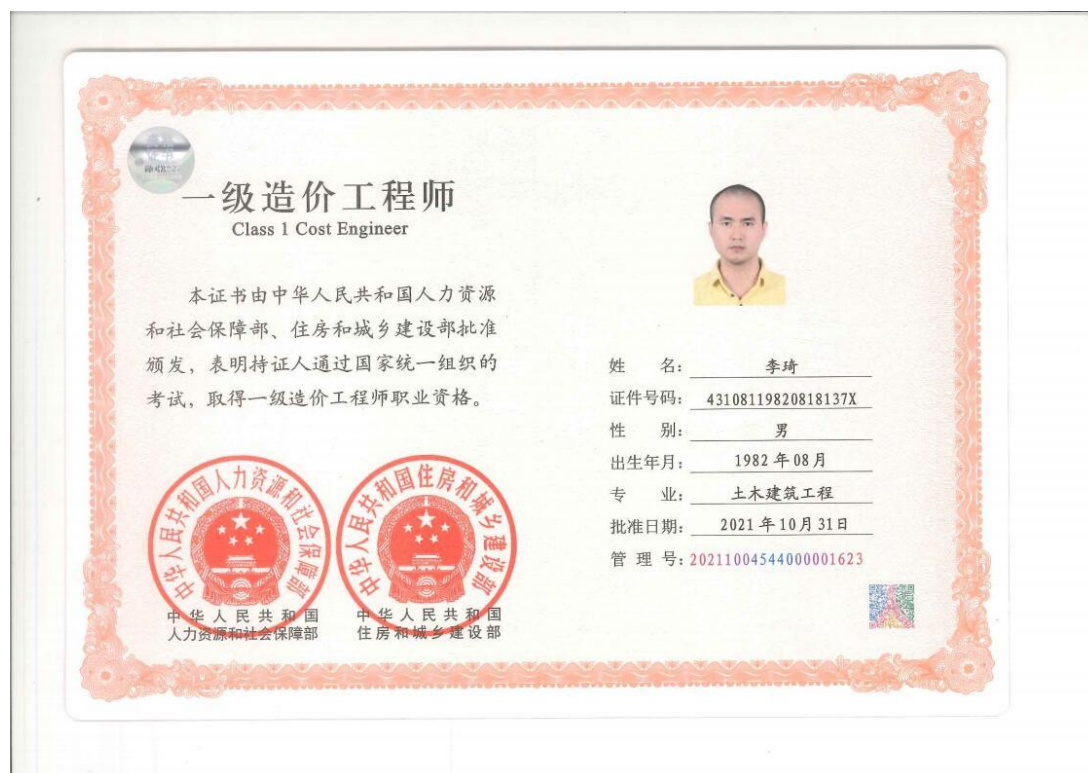 一级造价工程师
Class 1 Cost Engineer
本证书由中华人民共和国人力资源
和社会保障部、住房和城乡建设部批准
颁发，表明持证人通过国家统一组织的
考试，取得一级造价工程师职业资格。
中华人民共和国人力资源和社会保障部
中华人民共和国住房和城乡建设部
中华人民共和国
人力资源和社会保障部
中华人民共和国
住房和城乡建设部
姓 名：李琦
证件号码：43108119820818137X
性 别：男
出生年月：1982年08月
专 业：土木建筑工程
批准日期：2021年10月31日
管 理 号：20211004544000001623